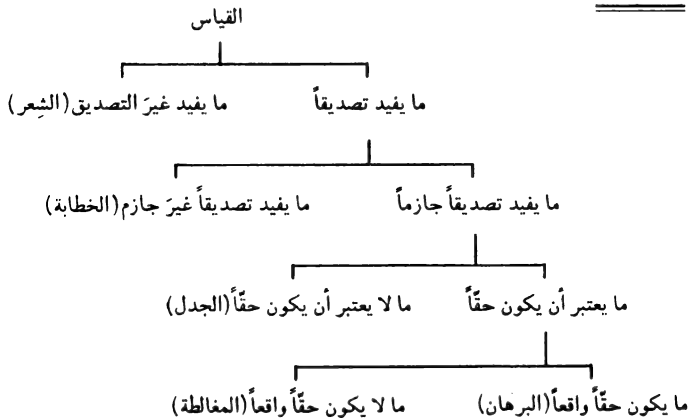 القياس
ما يفيد تصديقاً ما يفيد غيرَ التصديق (الشِعر)
ما يفيد تصديقاً جازماً ما يفيد تصديقاً غيرَ جازم (الخطابة)
ما يعتبر أن يكون حقّاً ما لا يعتبر أن يكون حقّاً (الجدل)
ما يكون حقّاً واقعاً (البرهان) ما لا يكون حقّاً واقعاً (المغالطة)